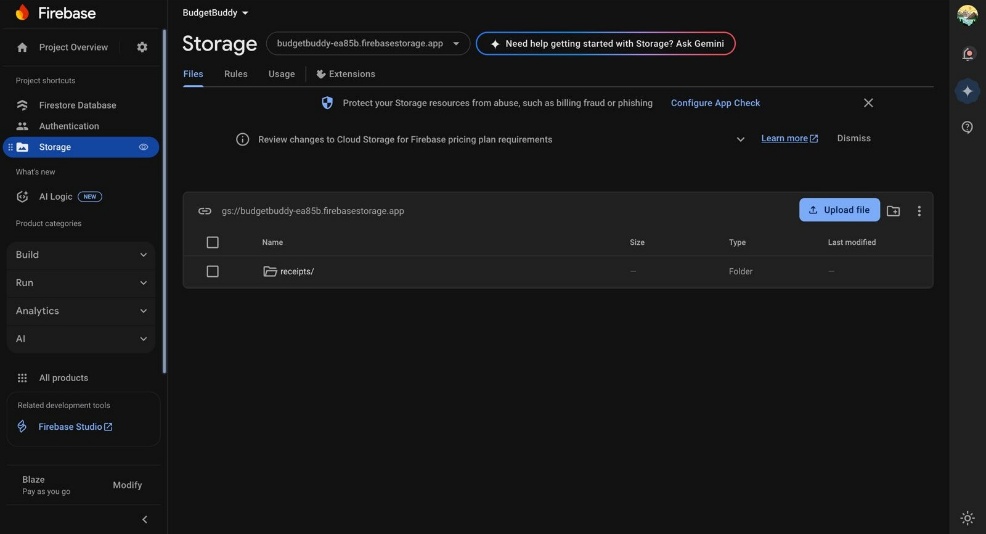 Firebase
Project Overview
Project shortcuts
Firestore Database
Authentication
Storage
What's new
AI Logic NEW
Product categories
Build
Run
Analytics
AI
All products
Related development tools
Firebase Studio
Blaze
Pay as you go
Modify
BudgetBuddy
Storage
budgetbuddy-ea85b.firebasestorage.app
Need help getting started with Storage? Ask Gemini
Files Rules Usage Extensions
Protect your Storage resources from abuse, such as billing fraud or phishing Configure App Check
Review changes to Cloud Storage for Firebase pricing plan requirements Learn more Dismiss
gs://budgetbuddy-ea85b.firebasestorage.app Upload file
Name Size Type Last modified
receipts/ — Folder —